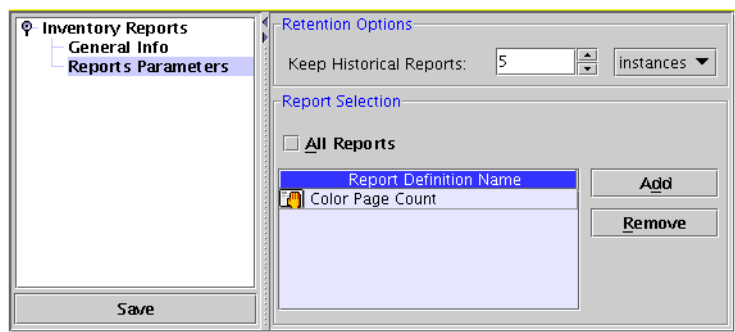 Inventory Reports
General Info
Reports Parameters
Save
Retention Options
Keep Historical Reports: 5 instances
Report Selection
All Reports
Report Definition Name
Color Page Count
Add
Remove